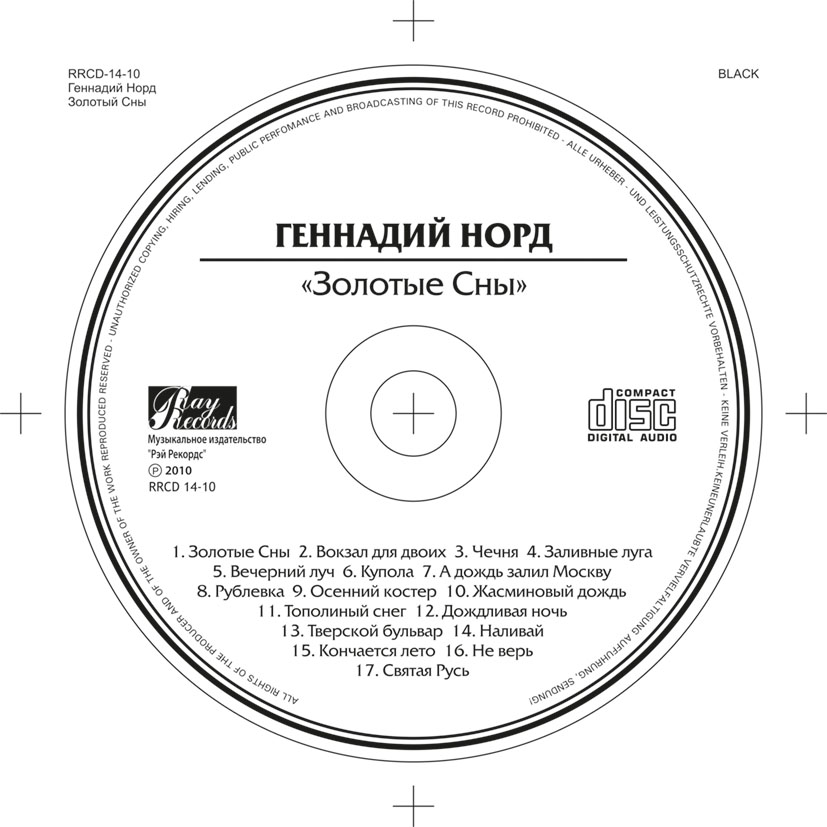 RRCD-14-10
Геннадий Норд
Золотый Сны
BLACK
ALL RIGHTS OF THE PRODUCER AND OF THE OWNER OF THE WORK REPRODUCED RESERVED - UNAUTHORIZED COPYING, HIRING, LENDING, PUBLIC PERFOMANCE AND BROADCASTING OF THIS RECORD PROHIBITED - ALLE URHEBER - UND LEISTUNGSSCHUTZRECHTE VORBEHALTEN - KEINE VERLEIH.KEINEUNERLAUBTE VERVIELFALTIGUNG AUFFUHRUNG, SENDUNG!
ГЕННАДИЙ НОРД
«Золотые Сны»
Ray
Records
Музыкальное издательство
"Рэй Рекордс"
Ⓟ 2010
RRCD 14-10
COMPACT
disc
DIGITAL AUDIO
1. Золотые Сны 2. Вокзал для двоих 3. Чечня 4. Заливные луга
5. Вечерний луч 6. Купола 7. А дождь залил Москву
8. Рублевка 9. Осенний костер 10. Жасминовый дождь
11. Тополиный снег 12. Дождливая ночь
13. Тверской бульвар 14. Наливай
15. Кончается лето 16. Не верь
17. Святая Русь